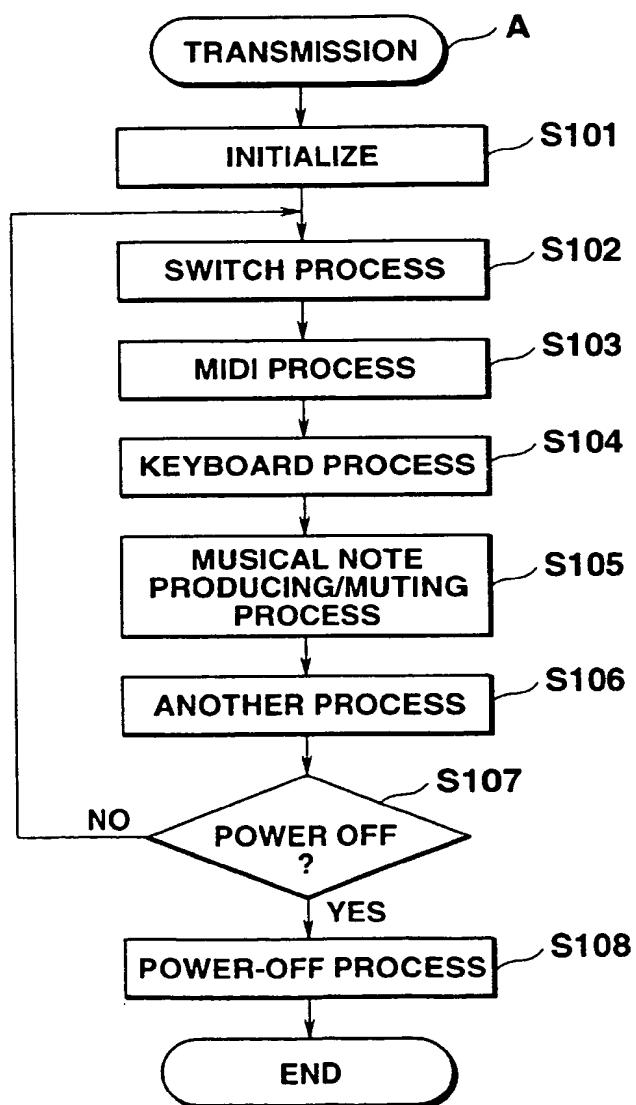 TRANSMISSION
A
INITIALIZE
S101
SWITCH PROCESS
S102
MIDI PROCESS
S103
KEYBOARD PROCESS
S104
MUSICAL NOTE
PRODUCING/MUTING
PROCESS
S105
ANOTHER PROCESS
S106
S107
NO
POWER OFF
?
YES
POWER-OFF PROCESS
S108
END